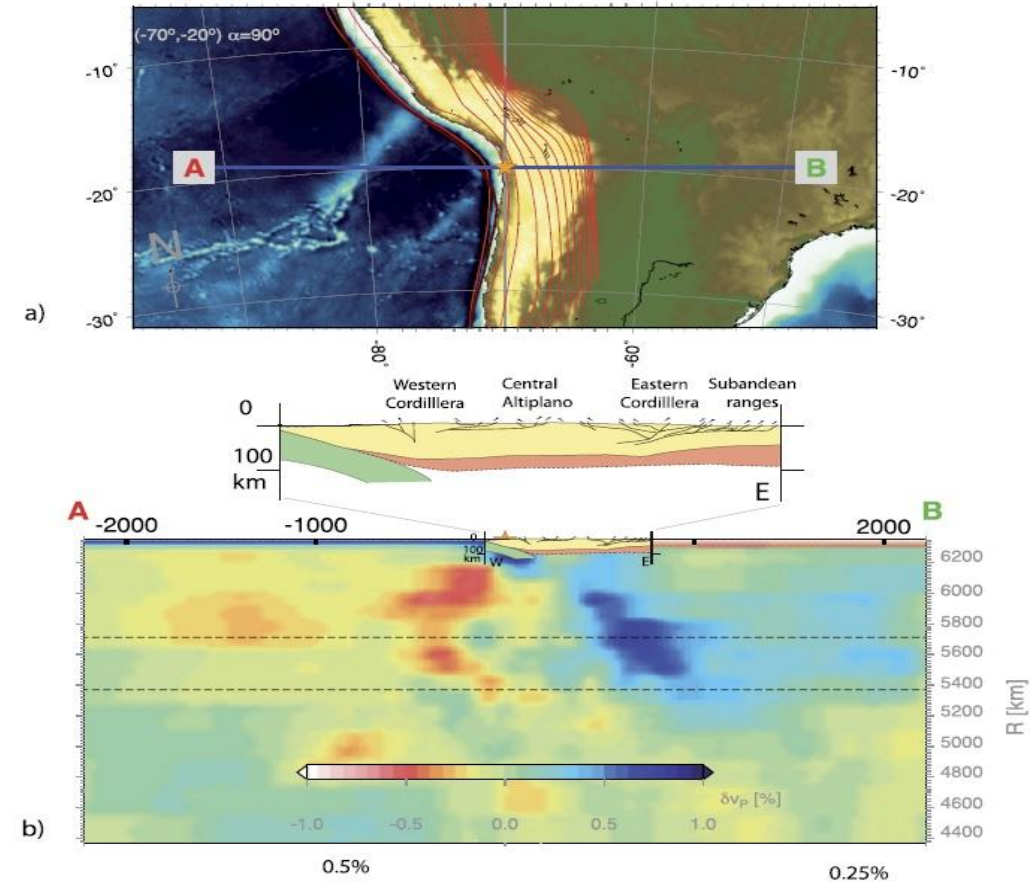 a)
(-70°,-20°) α=90°
-10°
-10°
A
B
-20°
-20°
N
-30°
-30°
-80°
-60°
Western
Cordilllera
Central
Altiplano
Eastern
Cordilllera
Subandean
ranges
0
100
km
E
A
B
-2000
-1000
2000
0
100
km
W
E
6200
6000
5800
5600
5400
5200
5000
4800
4600
4400
R [km]
δvP [%]
-1.0
-0.5
0.0
0.5
1.0
b)
0.5%
0.25%